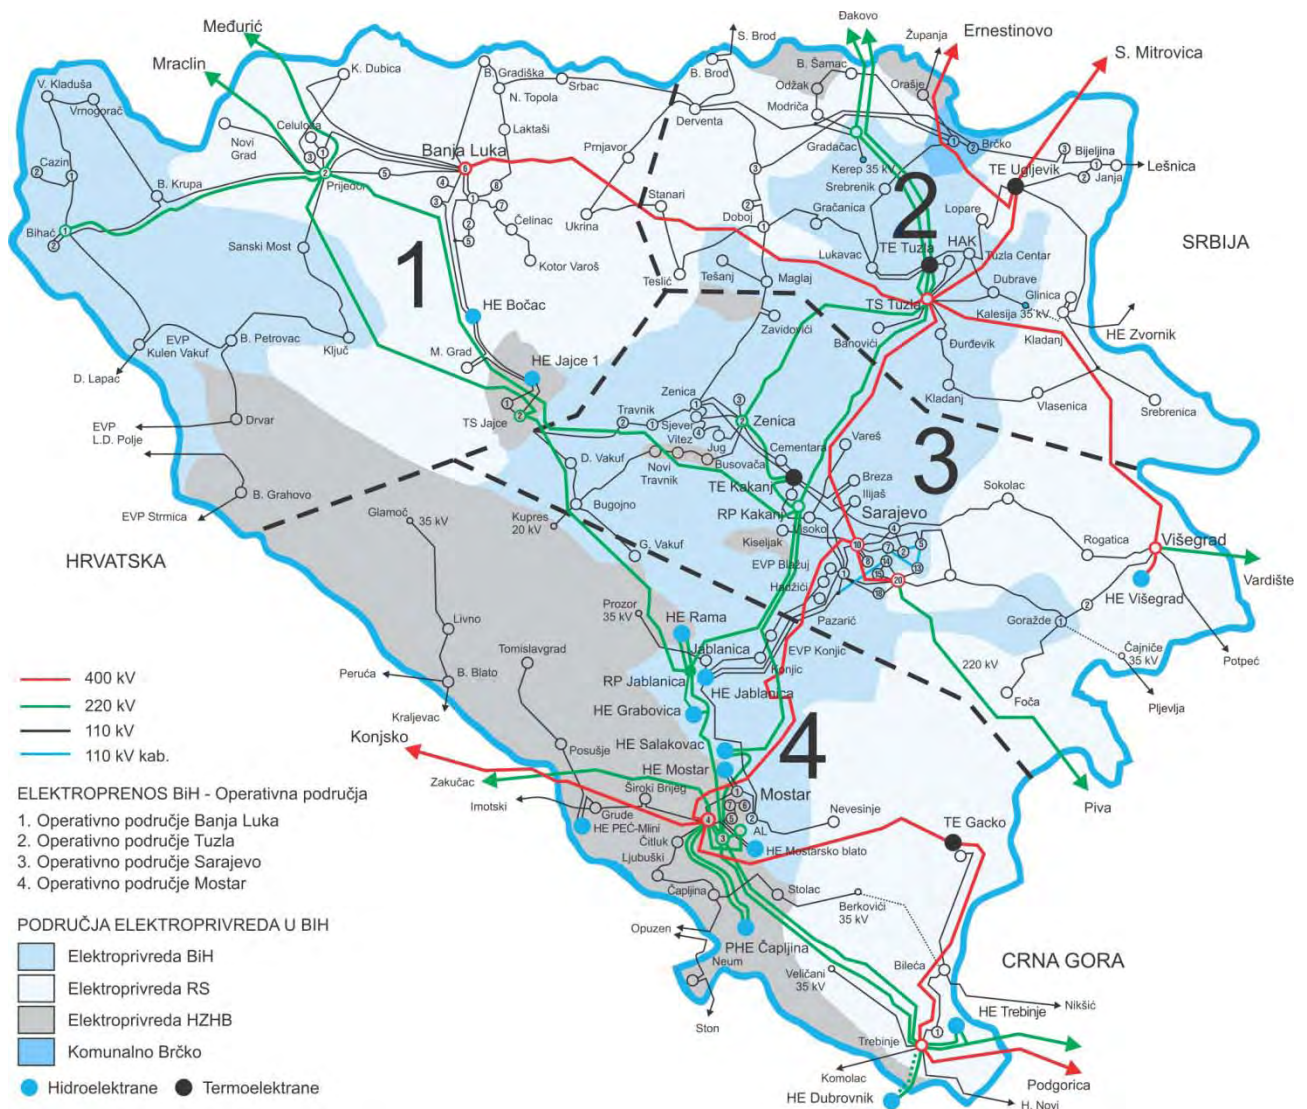 Međurić
Mraclin
Đakovo
Županja
Ernestinovo
S. Mitrovica
S. Brod
V. Kladuša
Vrnogorač
K. Dubica
B. Gradiška
Srbac
N. Topola
B. Brod
B. Šamac
Odžak
Orašje
Modriča
Novi
Grad
Celuloza
Laktaši
Banja Luka
Derventa
Prnjavor
Gradačac
Brčko
Bijeljina
Lešnica
Janja
Kerep 35 kV
TE Ugljevik
Cazin
B. Krupa
Prijedor
Bihać
Srebrenik
Stanari
Doboj
Gračanica
Lopare
Ukrina
Čelinac
Kotor Varoš
Sanski Most
Lukavac
TE Tuzla
HAK
Tuzla Centar
SRBIJA
Teslić
Tešanj
Maglaj
Dubrave
Glinica
TS Tuzla
Kalesija 35 kV
HE Bočac
Zavidovići
Banovići
Đurđevik
Kladanj
HE Zvornik
EVP
Kulen Vakuf
B. Petrovac
Ključ
M. Grad
HE Jajce 1
D. Lapac
TS Jajce
Zenica
Kladanj
Vlasenica
Srebrenica
Drvar
EVP
L.D. Polje
Travnik
Sjever
Zenica
Vareš
Vitez
Jug
Cementara
Busovača
Novi
Travnik
D. Vakuf
TE Kakanj
Breza
Ilijaš
B. Grahovo
EVP Strmica
Glamoč
35 kV
Bugojno
Kupres
20 kV
RP Kakanj
Visoko
Sarajevo
Sokolac
Kiseljak
G. Vakuf
Rogatica
Višegrad
Vardište
HRVATSKA
EVP Blažuj
Hadžići
HE Višegrad
Prozor
35 kV
HE Rama
Pazarić
Goražde
Livno
Tomislavgrad
Jablanica
EVP Konjic
Čajniče
35 kV
Potpeć
Konjic
220 kV
Peruća
B. Blato
RP Jablanica
HE Jablanica
Foča
Pljevlja
Kraljevac
HE Grabovica
400 kV
220 kV
110 kV
110 kV kab.
Konjsko
Posušje
HE Salakovac
Zakučac
HE Mostar
Piva
Široki Brijeg
Mostar
Imotski
Grude
Nevesinje
TE Gacko
HE PEĆ-Mlini
AL
Čitluk
HE Mostarsko blato
Ljubuški
ELEKTROPRENOS BiH - Operativna područja
1. Operativno područje Banja Luka
2. Operativno područje Tuzla
3. Operativno područje Sarajevo
4. Operativno područje Mostar
Čapljina
Stolac
Berkovići
35 kV
Opuzen
PHE Čapljina
PODRUČJA ELEKTROPRIVREDA U BIH
Elektroprivreda BiH
Elektroprivreda RS
Elektroprivreda HZHB
Komunalno Brčko
Hidroelektrane
Termoelektrane
Neum
Ston
Veličani
35 kV
Bileća
CRNA GORA
Nikšić
HE Trebinje
Trebinje
Komolac
Podgorica
HE Dubrovnik
H. Novi
1
2
3
4